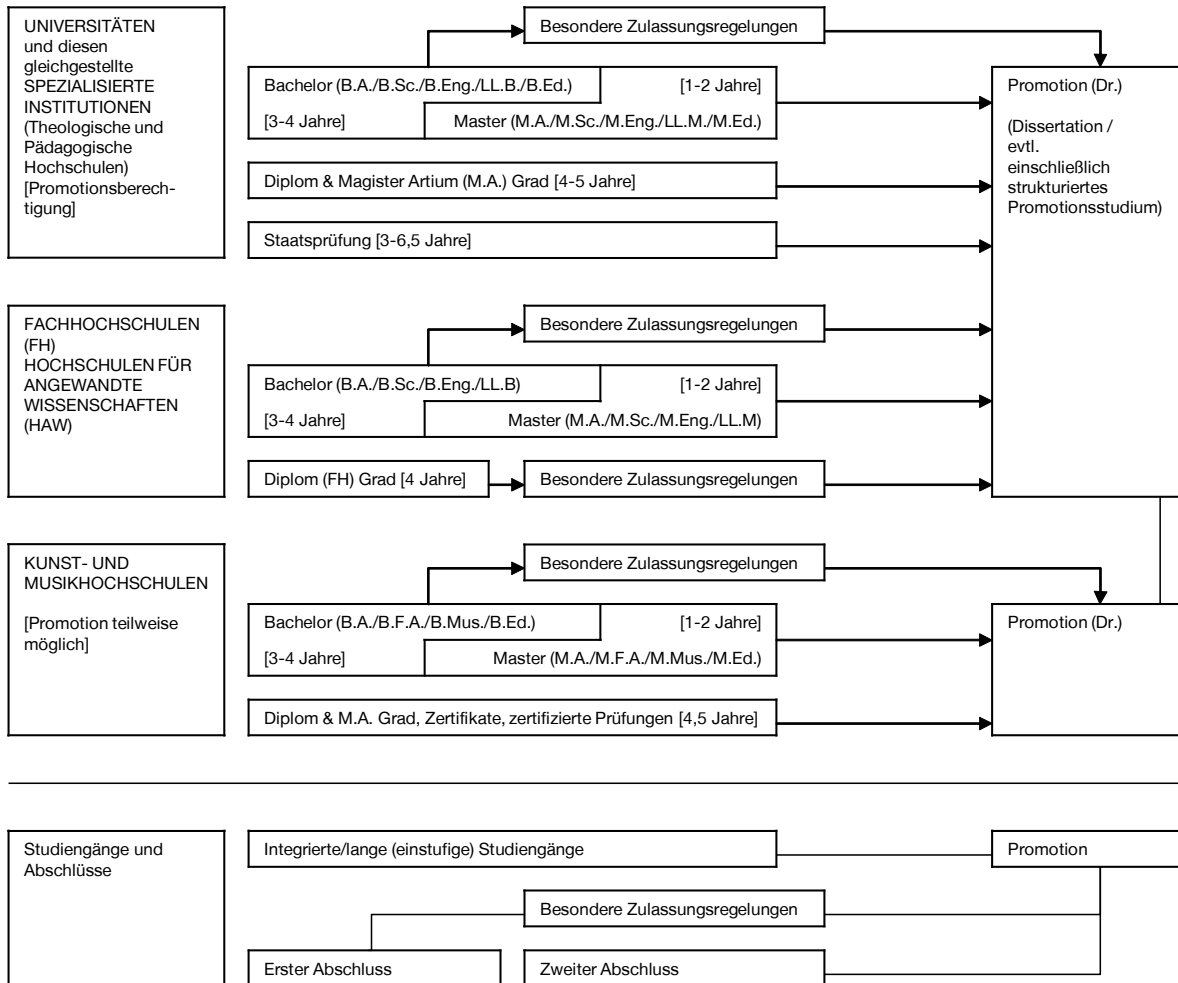 UNIVERSITÄTEN
und diesen
gleichgestellte
SPEZIALISIERTE
INSTITUTIONEN
(Theologische und
Pädagogische
Hochschulen)
[Promotionsberech-
tigung]
Besondere Zulassungsregelungen
Bachelor (B.A./B.Sc./B.Eng./LL.B./B.Ed.) [1-2 Jahre]
[3-4 Jahre] Master (M.A./M.Sc./M.Eng./LL.M./M.Ed.)
Diplom & Magister Artium (M.A.) Grad [4-5 Jahre]
Staatsprüfung [3-6,5 Jahre]
Promotion (Dr.)
(Dissertation /
evtl.
einschließlich
strukturiertes
Promotionsstudium)
FACHHOCHSCHULEN
(FH)
HOCHSCHULEN FÜR
ANGEWANDTE
WISSENSCHAFTEN
(HAW)
Besondere Zulassungsregelungen
Bachelor (B.A./B.Sc./B.Eng./LL.B) [1-2 Jahre]
[3-4 Jahre] Master (M.A./M.Sc./M.Eng./LL.M)
Diplom (FH) Grad [4 Jahre] Besondere Zulassungsregelungen
KUNST- UND
MUSIKHOCHSCHULEN
[Promotion teilweise
möglich]
Besondere Zulassungsregelungen
Bachelor (B.A./B.F.A./B.Mus./B.Ed.) [1-2 Jahre]
[3-4 Jahre] Master (M.A./M.F.A./M.Mus./M.Ed.)
Diplom & M.A. Grad, Zertifikate, zertifizierte Prüfungen [4,5 Jahre]
Promotion (Dr.)
Studiengänge und
Abschlüsse
Integrierte/lange (einstufige) Studiengänge
Promotion
Besondere Zulassungsregelungen
Erster Abschluss
Zweiter Abschluss